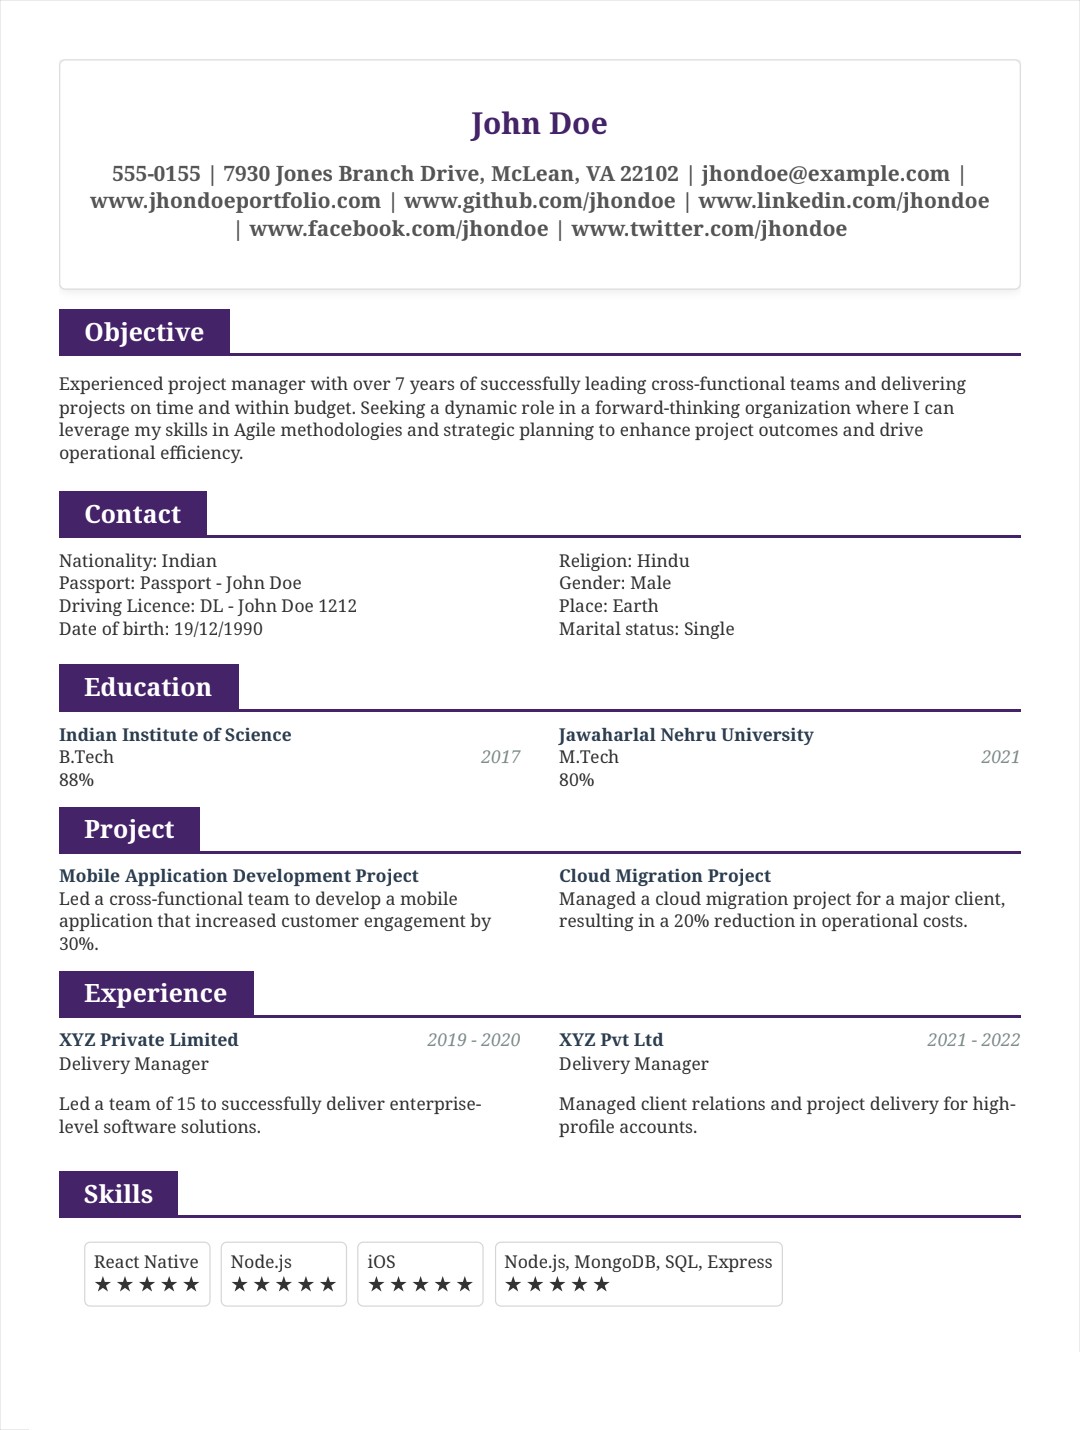 John Doe
555-0155 | 7930 Jones Branch Drive, McLean, VA 22102 | jhondoe@example.com |
www.jhondoeportfolio.com | www.github.com/jhondoe | www.linkedin.com/jhondoe
| www.facebook.com/jhondoe | www.twitter.com/jhondoe
Objective
Experienced project manager with over 7 years of successfully leading cross-functional teams and delivering
projects on time and within budget. Seeking a dynamic role in a forward-thinking organization where I can
leverage my skills in Agile methodologies and strategic planning to enhance project outcomes and drive
operational efficiency.
Contact
Nationality: Indian
Passport: Passport - John Doe
Driving Licence: DL - John Doe 1212
Date of birth: 19/12/1990
Religion: Hindu
Gender: Male
Place: Earth
Marital status: Single
Education
Indian Institute of Science
B.Tech 2017
88%
Jawaharlal Nehru University
M.Tech 2021
80%
Project
Mobile Application Development Project
Led a cross-functional team to develop a mobile
application that increased customer engagement by
30%.
Cloud Migration Project
Managed a cloud migration project for a major client,
resulting in a 20% reduction in operational costs.
Experience
XYZ Private Limited 2019 - 2020
Delivery Manager
Led a team of 15 to successfully deliver enterprise-
level software solutions.
XYZ Pvt Ltd 2021 - 2022
Delivery Manager
Managed client relations and project delivery for high-
profile accounts.
Skills
React Native
★★★★★
Node.js
★★★★★
iOS
★★★★★
Node.js, MongoDB, SQL, Express
★★★★★